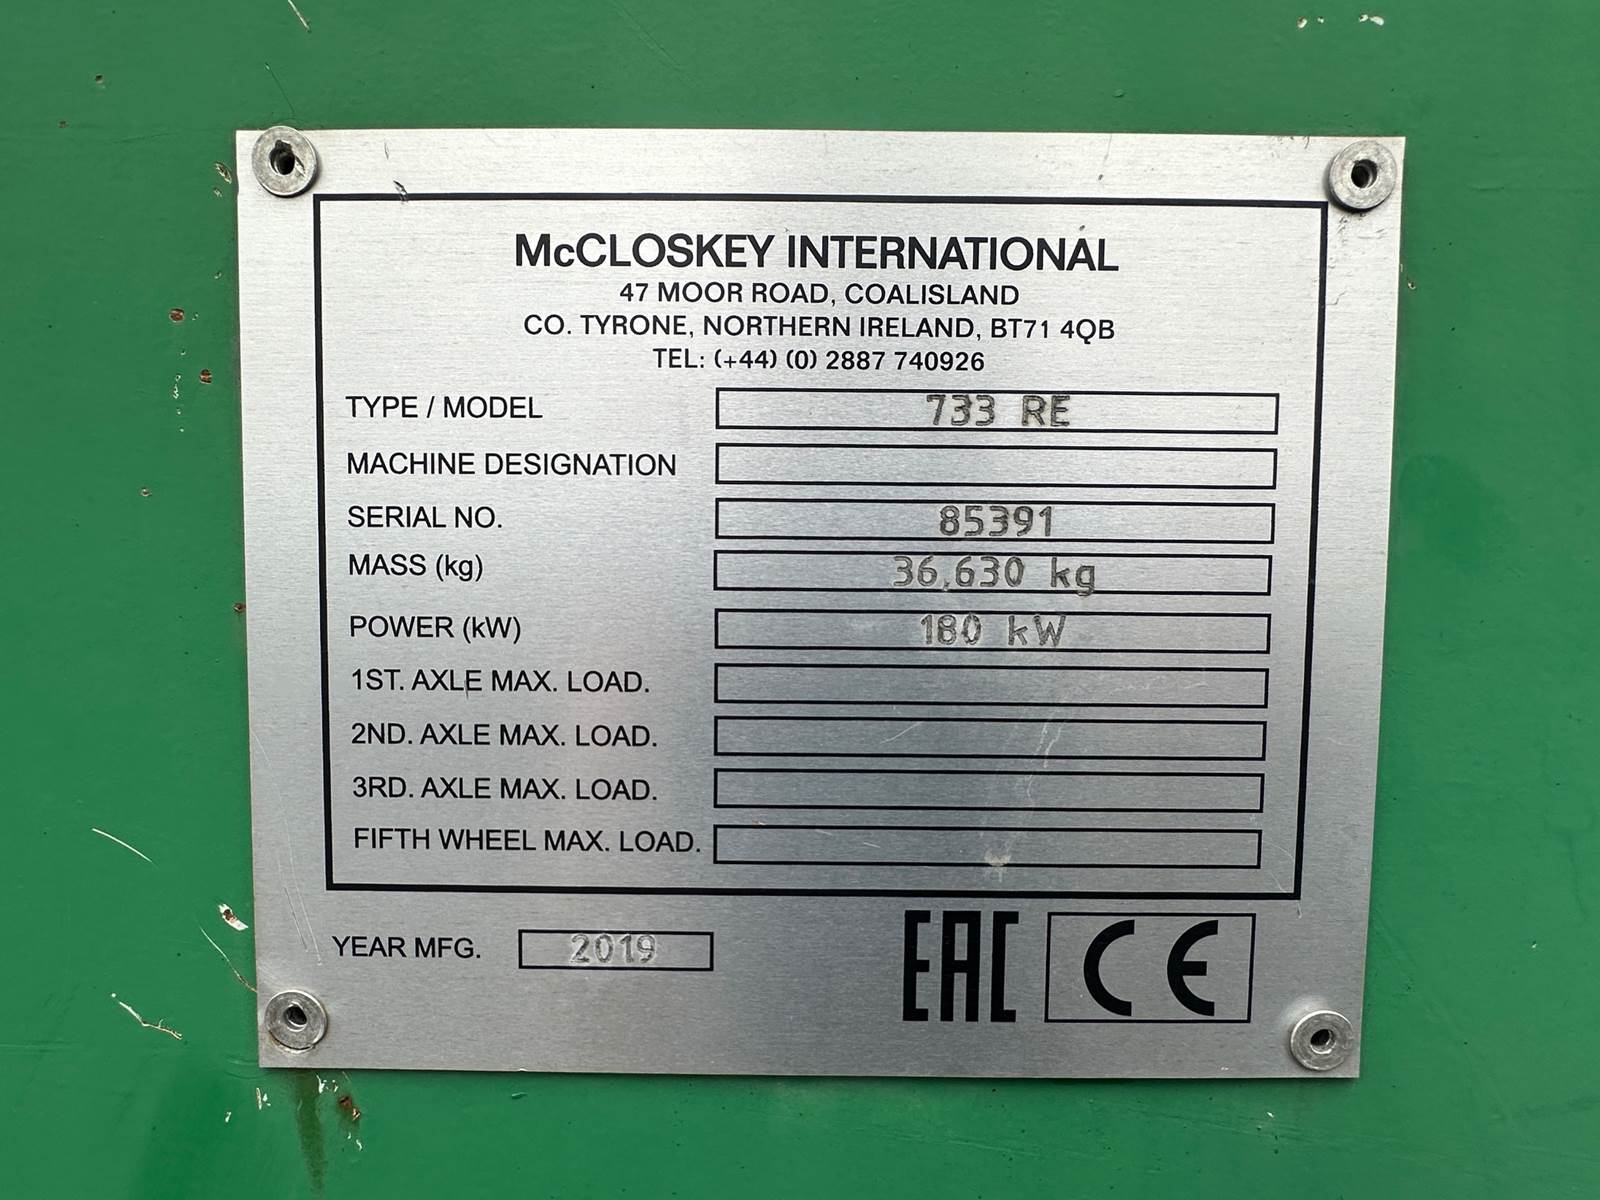 McCLOSKEY INTERNATIONAL
47 MOOR ROAD, COALISLAND
CO. TYRONE, NORTHERN IRELAND, BT71 4QB
TEL: (+44) (0) 2887 740926
TYPE / MODEL 733 RE
MACHINE DESIGNATION
SERIAL NO. 85391
MASS (kg) 36,630 kg
POWER (kW) 180 kW
1ST. AXLE MAX. LOAD.
2ND. AXLE MAX. LOAD.
3RD. AXLE MAX. LOAD.
FIFTH WHEEL MAX. LOAD.
YEAR MFG. 2019 EAC CE